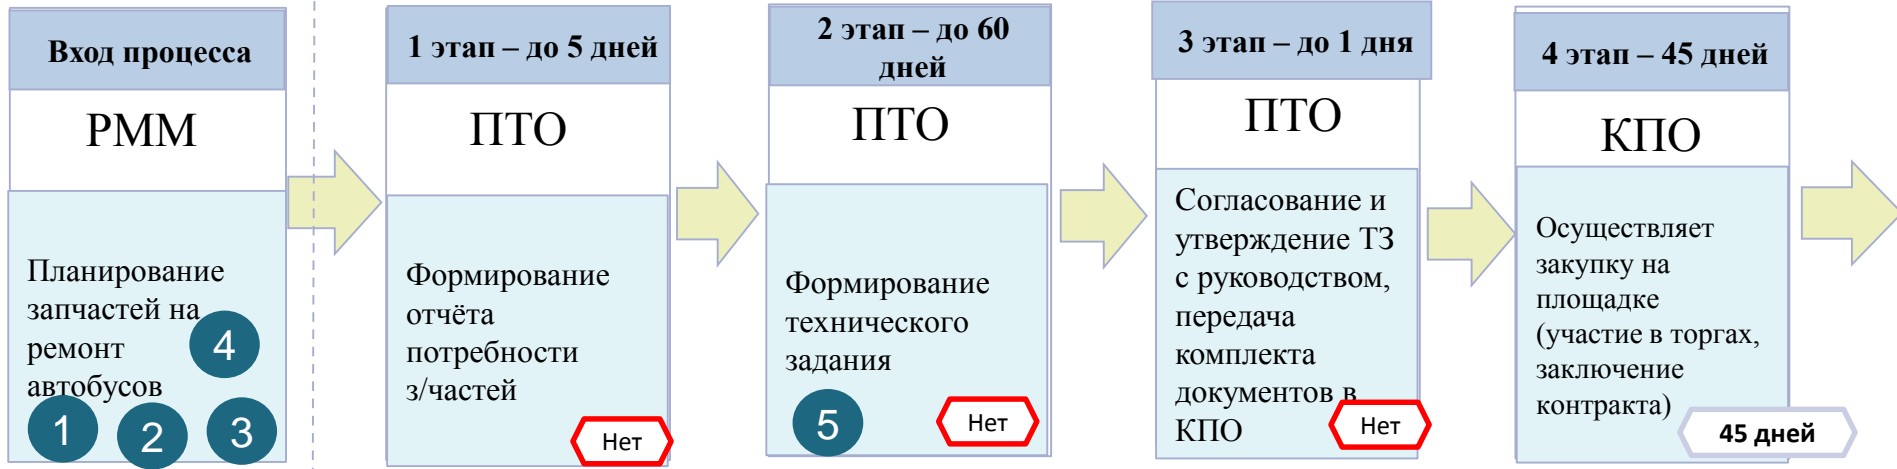 Вход процесса
РММ
Планирование
запчастей на
ремонт
автобусов
4
1
2
3
1 этап – до 5 дней
ПТО
Формирование
отчёта
потребности
з/частей
Нет
2 этап – до 60
дней
ПТО
Формирование
технического
задания
5
Нет
3 этап – до 1 дня
ПТО
Согласование и
утверждение ТЗ
с руководством,
передача
комплекта
документов в
КПО
Нет
4 этап – 45 дней
КПО
Осуществляет
закупку на
площадке
(участие в торгах,
заключение
контракта)
45 дней